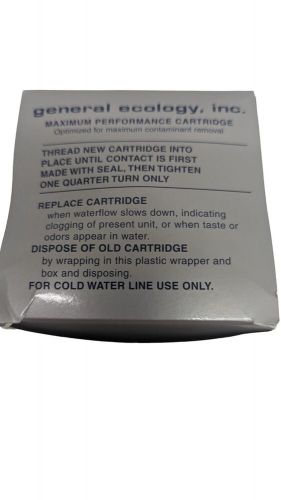 general ecology, inc.
MAXIMUM PERFORMANCE CARTRIDGE
Optimized for maximum contaminant removal
THREAD NEW CARTRIDGE INTO
PLACE UNTIL CONTACT IS FIRST
MADE WITH SEAL, THEN TIGHTEN
ONE QUARTER TURN ONLY
REPLACE CARTRIDGE
when waterflow slows down, indicating
clogging of present unit, or when taste or
odors appear in water.
DISPOSE OF OLD CARTRIDGE
by wrapping in this plastic wrapper and
box and disposing.
FOR COLD WATER LINE USE ONLY.